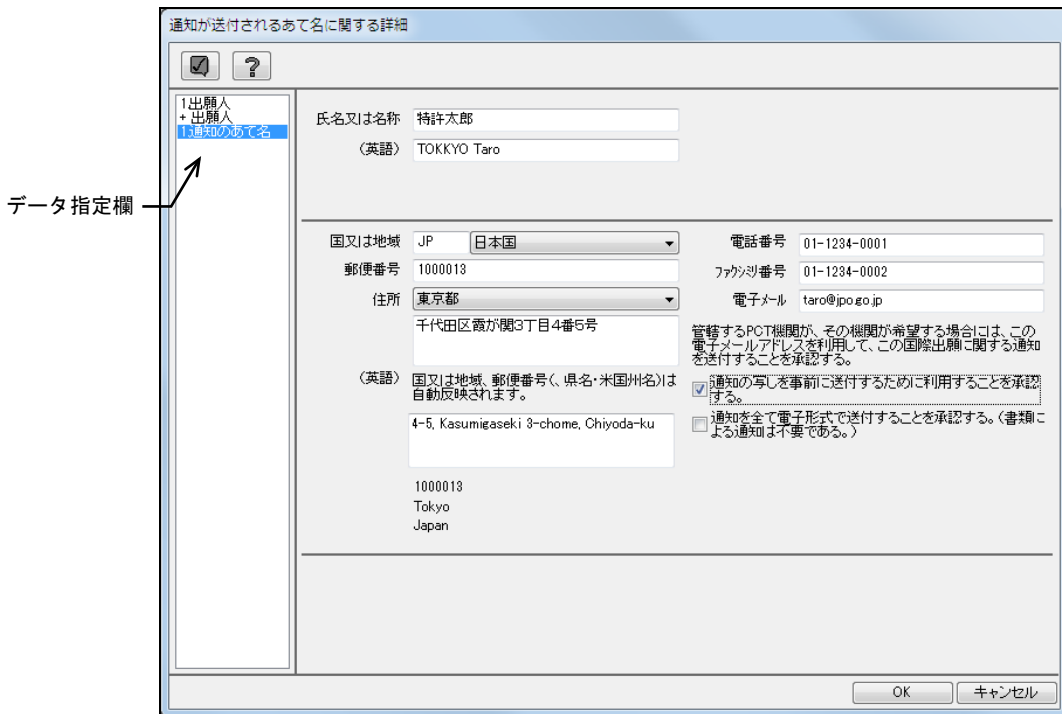 通知が送付されるあて名に関する詳細
?
1出願人
+ 出願人
1通知のあて名
データ指定欄
氏名又は名称 特許太郎
(英語) TOKKYO Taro
国又は地域 JP 日本国
郵便番号 1000013
住所 東京都
千代田区霞が関3丁目4番5号
(英語) 国又は地域、郵便番号(、県名・米国州名)は
自動反映されます。
4-5, Kasumigaseki 3-chome, Chiyoda-ku
1000013
Tokyo
Japan
電話番号 01-1234-0001
ファクシミリ番号 01-1234-0002
電子メール taro@jpo.go.jp
管轄するPCT機関が、その機関が希望する場合には、この
電子メールアドレスを利用して、この国際出願に関する通知
を送付することを承認する。
通知の写しを事前に送付するために利用することを承認
する。
通知を全て電子形式で送付することを承認する。(書類に
よる通知は不要である。)
OK キャンセル